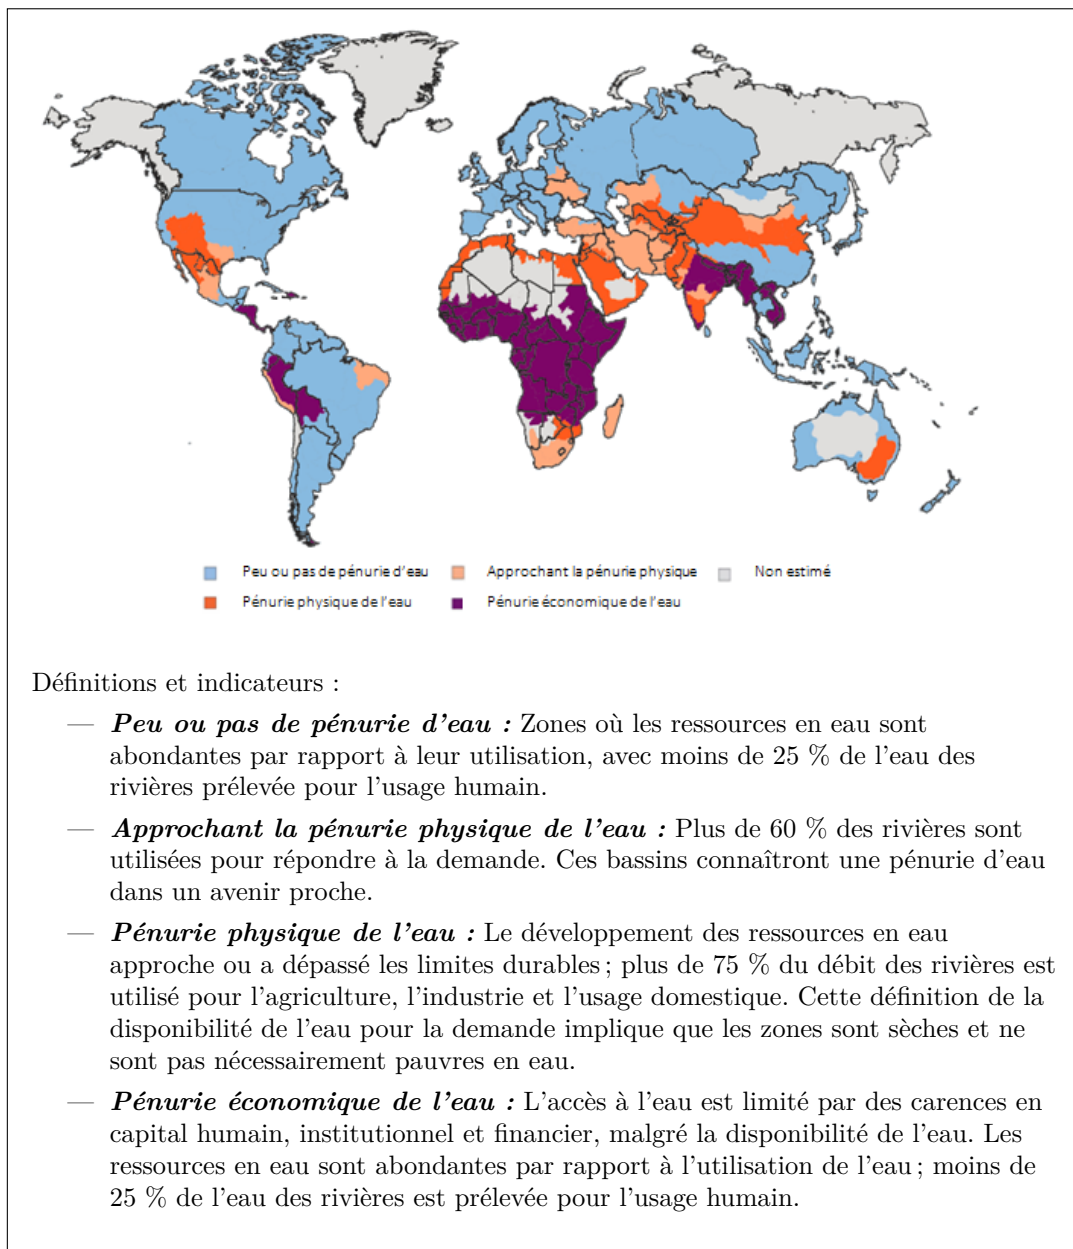 Peu ou pas de pénurie d'eau
Approchant la pénurie physique
Non estimé
Pénurie physique de l'eau
Pénurie économique de l'eau
Définitions et indicateurs :
— Peu ou pas de pénurie d'eau : Zones où les ressources en eau sont
abondantes par rapport à leur utilisation, avec moins de 25 % de l'eau des
rivières prélevée pour l'usage humain.
— Approchant la pénurie physique de l'eau : Plus de 60 % des rivières sont
utilisées pour répondre à la demande. Ces bassins connaîtront une pénurie d'eau
dans un avenir proche.
— Pénurie physique de l'eau : Le développement des ressources en eau
approche ou a dépassé les limites durables ; plus de 75 % du débit des rivières est
utilisé pour l'agriculture, l'industrie et l'usage domestique. Cette définition de la
disponibilité de l'eau pour la demande implique que les zones sont sèches et ne
sont pas nécessairement pauvres en eau.
— Pénurie économique de l'eau : L'accès à l'eau est limité par des carences en
capital humain, institutionnel et financier, malgré la disponibilité de l'eau. Les
ressources en eau sont abondantes par rapport à l'utilisation de l'eau ; moins de
25 % de l'eau des rivières est prélevée pour l'usage humain.